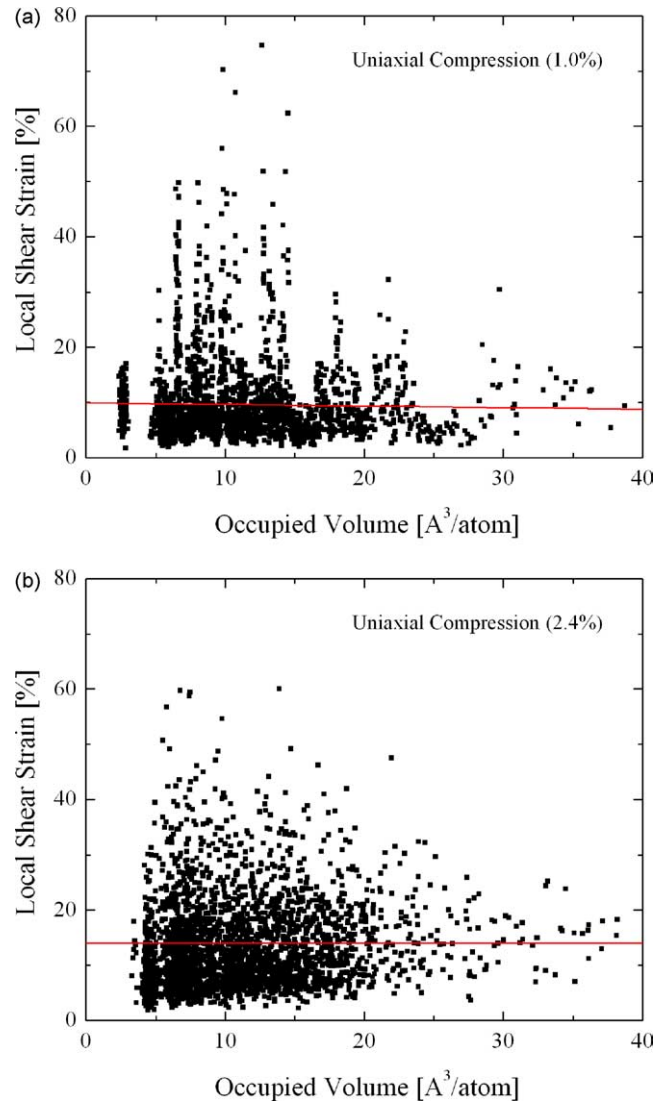 (a)
80
Uniaxial Compression (1.0%)
60
40
20
0
Local Shear Strain [%]
0 10 20 30 40
Occupied Volume [A³/atom]
(b)
80
Uniaxial Compression (2.4%)
60
40
20
0
Local Shear Strain [%]
0 10 20 30 40
Occupied Volume [A³/atom]